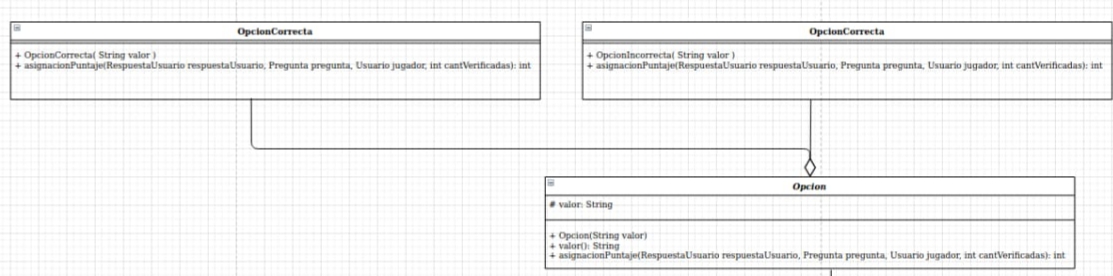 OpcionCorrecta
+ OpcionCorrecta( String valor )
+ asignacionPuntaje(RespuestaUsuario respuestaUsuario, Pregunta pregunta, Usuario jugador, int cantVerificadas): int
OpcionCorrecta
+ OpcionIncorrecta( String valor )
+ asignacionPuntaje(RespuestaUsuario respuestaUsuario, Pregunta pregunta, Usuario jugador, int cantVerificadas): int
Opcion
# valor: String
+ Opcion(String valor)
+ valor(): String
+ asignacionPuntaje(RespuestaUsuario respuestaUsuario, Pregunta pregunta, Usuario jugador, int cantVerificadas): int